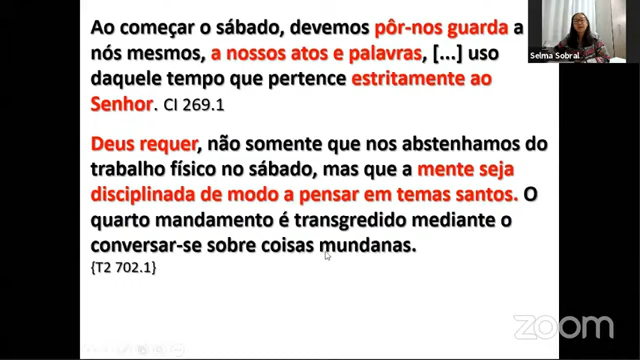 Ao começar o sábado, devemos pôr-nos guarda a
nós mesmos, a nossos atos e palavras, [...] uso
daquele tempo que pertence estritamente ao
Senhor. CI 269.1
Deus requer, não somente que nos abstenhamos do
trabalho físico no sábado, mas que a mente seja
disciplinada de modo a pensar em temas santos. O
quarto mandamento é transgredido mediante o
conversar-se sobre coisas mundanas.
{T2 702.1}
Selma Sobral
zoom